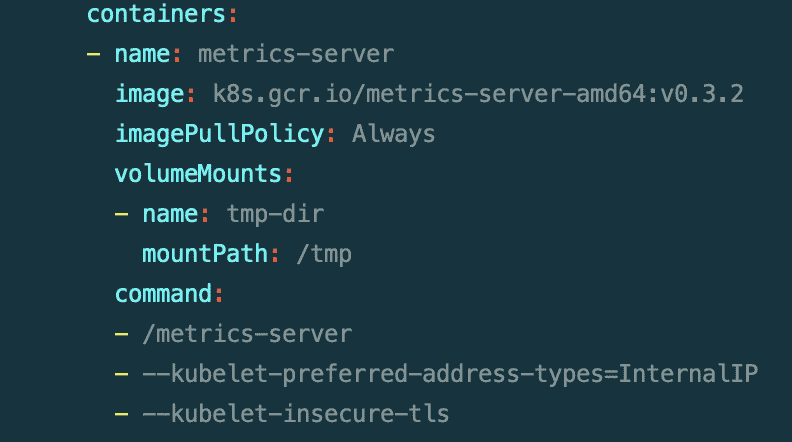 containers:
- name: metrics-server
image: k8s.gcr.io/metrics-server-amd64:v0.3.2
imagePullPolicy: Always
volumeMounts:
- name: tmp-dir
mountPath: /tmp
command:
- /metrics-server
- --kubelet-preferred-address-types=InternalIP
- --kubelet-insecure-tls